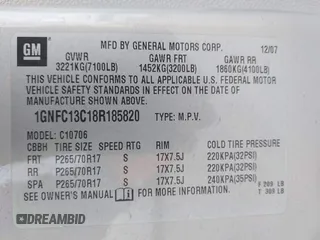 GM
MFD BY GENERAL MOTORS CORP. 12/07
GVWR GAWR FRT GAWR RR
3221KG(7100LB) 1452KG(3200LB) 1860KG(4100LB)
THIS VEHICLE CONFORMS TO ALL APPLICABLE U.S. FEDERAL MOTOR
VEHICLE SAFETY STANDARDS IN EFFECT ON THE DATE OF
MANUFACTURE SHOWN ABOVE.
1GNFC13C18R185820 TYPE: M.P.V.
MODEL: C10706
CBBH TIRE SIZE SPEED RTG RIM COLD TIRE PRESSURE
FRT P265/70R17 S 17X7.5J 220KPA(32PSI)
RR P265/70R17 S 17X7.5J 220KPA(32PSI)
SPA P265/70R17 S 17X7.5J 240KPA(35PSI)
SEE OWNER'S MANUAL
DREAMBID